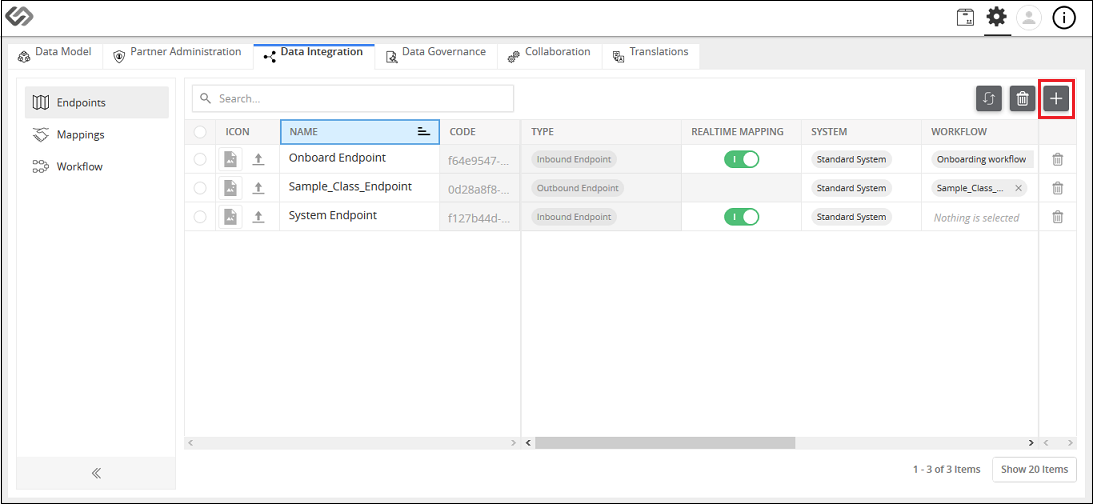 Data Model
Partner Administration
Data Integration
Data Governance
Collaboration
Translations
Endpoints
Mappings
Workflow
Search...
ICON NAME CODE TYPE REALTIME MAPPING SYSTEM WORKFLOW
Onboard Endpoint f64e9547-... Inbound Endpoint Standard System Onboarding workflow
Sample_Class_Endpoint 0d28a8f8-... Outbound Endpoint Standard System Sample_Class_...
System Endpoint f127b44d-... Inbound Endpoint Standard System Nothing is selected
1 - 3 of 3 Items Show 20 Items